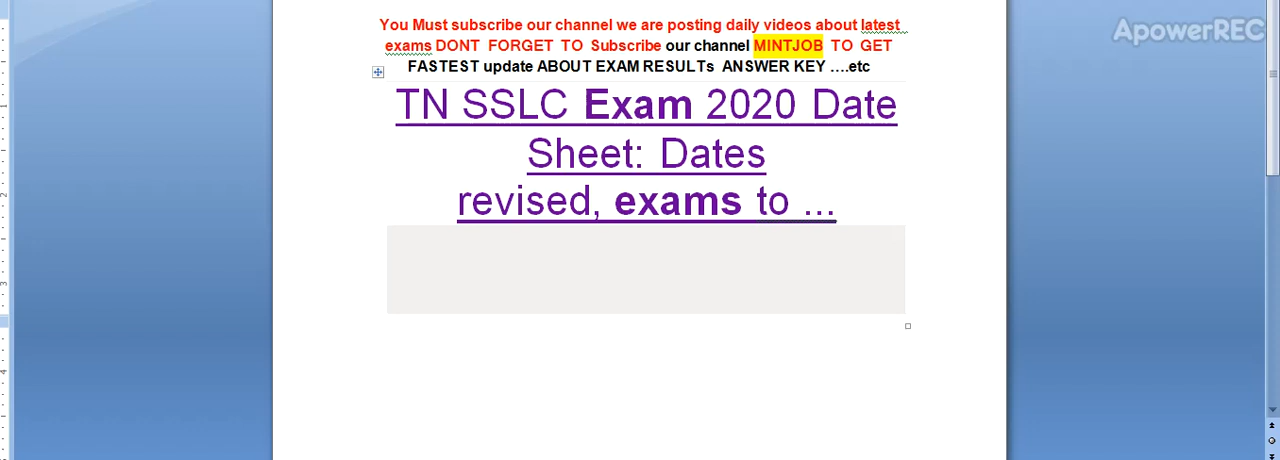 ApowerREC
You Must subscribe our channel we are posting daily videos about latest
exams DONT FORGET TO Subscribe our channel MINTJOB TO GET
FASTEST update ABOUT EXAM RESULTs ANSWER KEY ....etc
TN SSLC Exam 2020 Date
Sheet: Dates
revised, exams to ...